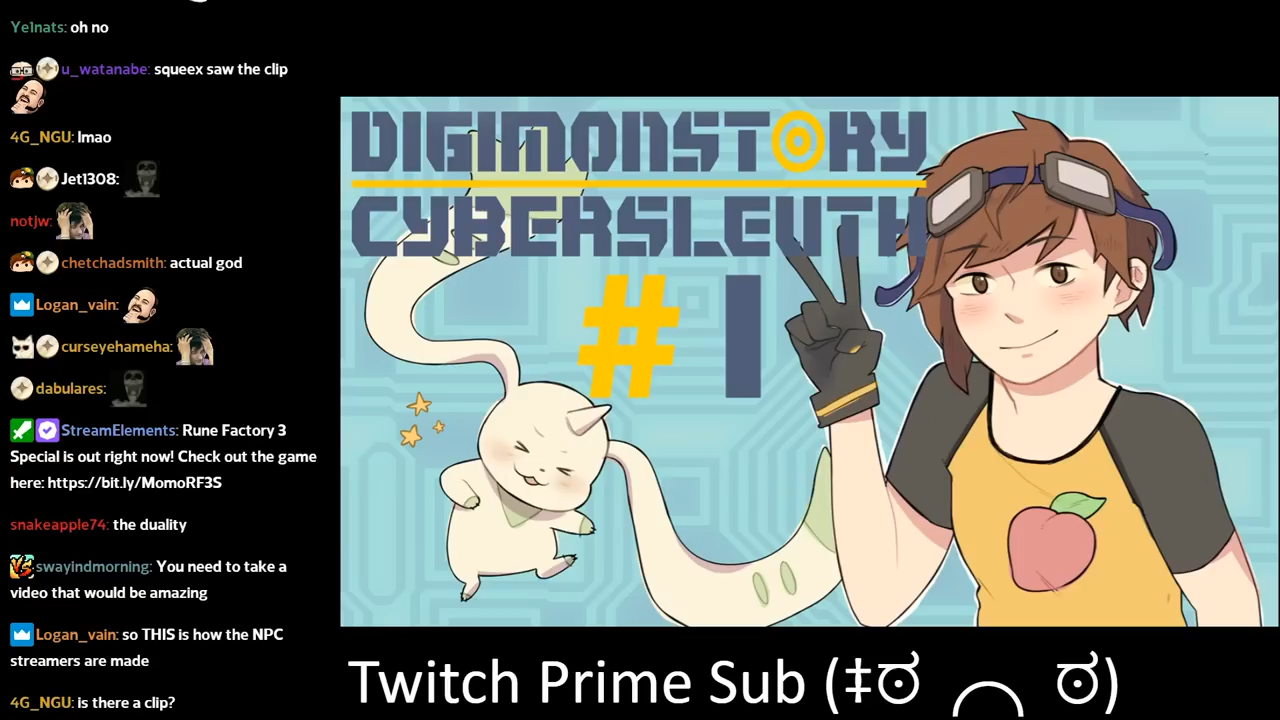 Ye1nats: oh no
u_watanabe: squeex saw the clip
4G_NGU: lmao
Jet1308:
notjw:
chetchadsmith: actual god
Logan_vain:
curseyehameha:
dabulares:
StreamElements: Rune Factory 3
Special is out right now! Check out the game
here: https://bit.ly/MomoRF3S
snakeapple74: the duality
swayindmorning: You need to take a
video that would be amazing
Logan_vain: so THIS is how the NPC
streamers are made
4G_NGU: is there a clip?
DIGIMONSTORY
CYBERSLEUTH
# 1
Twitch Prime Sub (‡ಠ ⁔ ಠ)